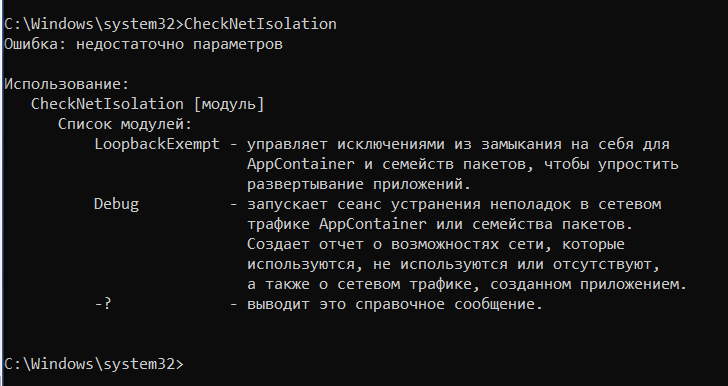 C:\Windows\system32>CheckNetIsolation
Ошибка: недостаточно параметров
Использование:
CheckNetIsolation [модуль]
Список модулей:
LoopbackExempt - управляет исключениями из замыкания на себя для
AppContainer и семейств пакетов, чтобы упростить
развертывание приложений.
Debug - запускает сеанс устранения неполадок в сетевом
трафике AppContainer или семейства пакетов.
Создает отчет о возможностях сети, которые
используются, не используются или отсутствуют,
а также о сетевом трафике, созданном приложением.
-? - выводит это справочное сообщение.
C:\Windows\system32>